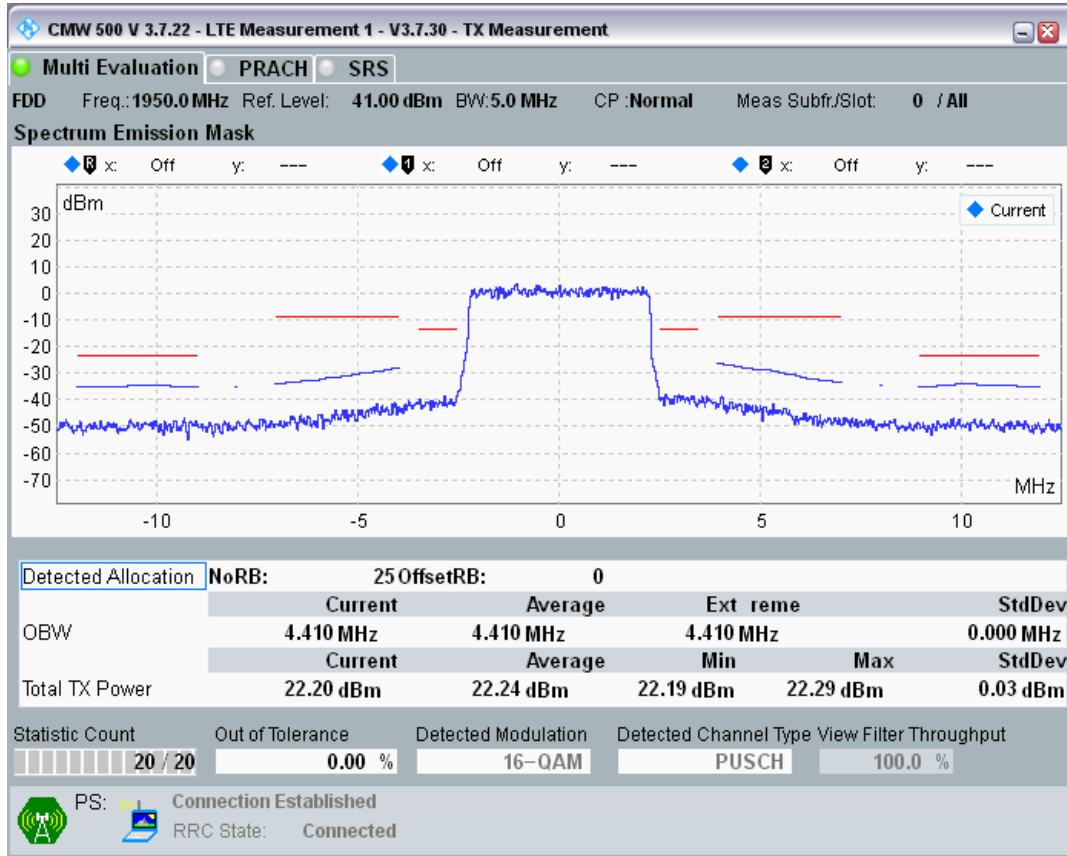 CMW 500 V 3.7.22 - LTE Measurement 1 - V3.7.30 - TX Measurement
Multi Evaluation PRACH SRS
FDD Freq.: 1950.0 MHz Ref. Level: 41.00 dBm BW: 5.0 MHz CP : Normal Meas Subfr./Slot: 0 / All
Spectrum Emission Mask
R x: Off y: --- 1 x: Off y: --- 2 x: Off y: ---
dBm
Current
30
20
10
0
-10
-20
-30
-40
-50
-60
-70
MHz
-10 -5 0 5 10
Detected Allocation NoRB: 25 OffsetRB: 0
Current Average Ext reme StdDev
OBW 4.410 MHz 4.410 MHz 4.410 MHz 0.000 MHz
Current Average Min Max StdDev
Total TX Power 22.20 dBm 22.24 dBm 22.19 dBm 22.29 dBm 0.03 dBm
Statistic Count Out of Tolerance Detected Modulation Detected Channel Type View Filter Throughput
20 / 20 0.00 % 16-QAM PUSCH 100.0 %
PS: Connection Established
RRC State: Connected